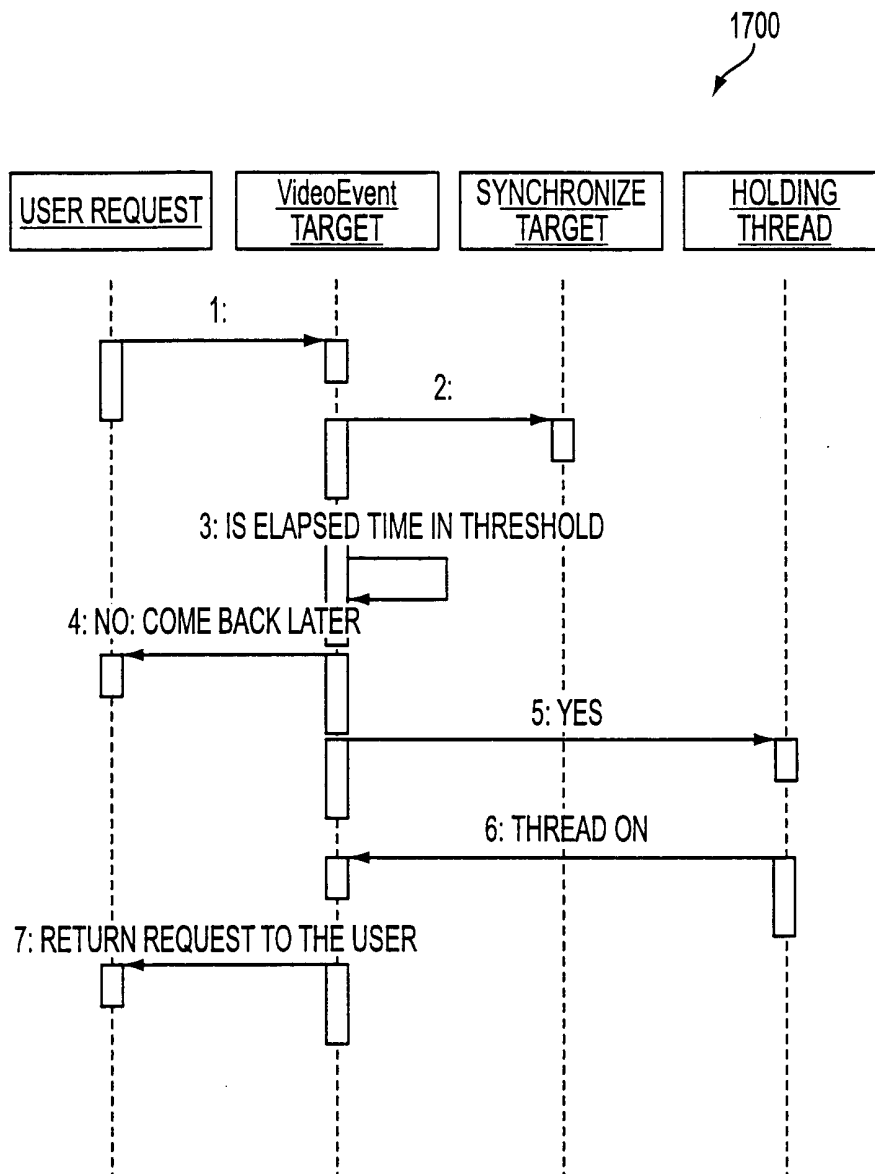 1700
USER REQUEST
VideoEvent
TARGET
SYNCHRONIZE
TARGET
HOLDING
THREAD
1:
2:
3: IS ELAPSED TIME IN THRESHOLD
4: NO: COME BACK LATER
5: YES
6: THREAD ON
7: RETURN REQUEST TO THE USER